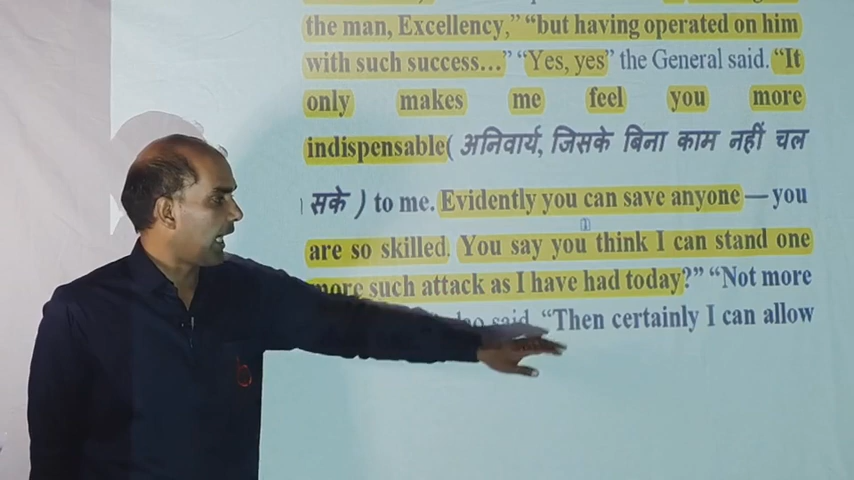 the man, Excellency,” “but having operated on him
with such success...” “Yes, yes” the General said. “It
only makes me feel you more
indispensable( अनिवार्य, जिसके बिना काम नहीं चल
सके ) to me. Evidently you can save anyone—you
are so skilled. You say you think I can stand one
more such attack as I have had today?” “Not more
said. “Then certainly I can allow